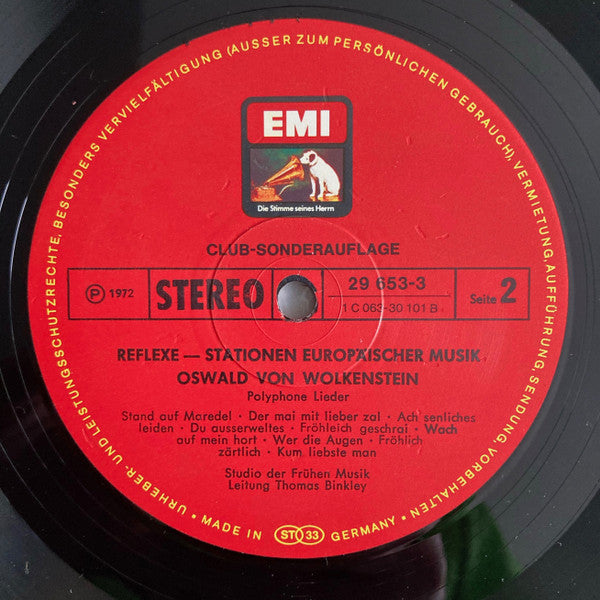 URHEBER- UND LEISTUNGSSCHUTZRECHTE, BESONDERS VERVIELFÄLTIGUNG (AUSSER ZUM PERSÖNLICHEN GEBRAUCH), VERMIETUNG, AUFFÜHRUNG, SENDUNG VORBEHALTEN
EMI
Die Stimme seines Herrn
CLUB-SONDERAUFLAGE
Ⓟ 1972
STEREO
29 653-3
1 C 063-30 101 B
Seite 2
REFLEXE — STATIONEN EUROPÄISCHER MUSIK
OSWALD VON WOLKENSTEIN
Polyphone Lieder
Stand auf Maredel · Der mai mit lieber zal · Ach senliches
leiden · Du ausserweltes · Fröhleich geschrai · Wach
auf mein hort · Wer die Augen · Fröhlich
zärtlich · Kum liebste man
Studio der Frühen Musik
Leitung Thomas Binkley
• MADE IN ST 33 GERMANY •